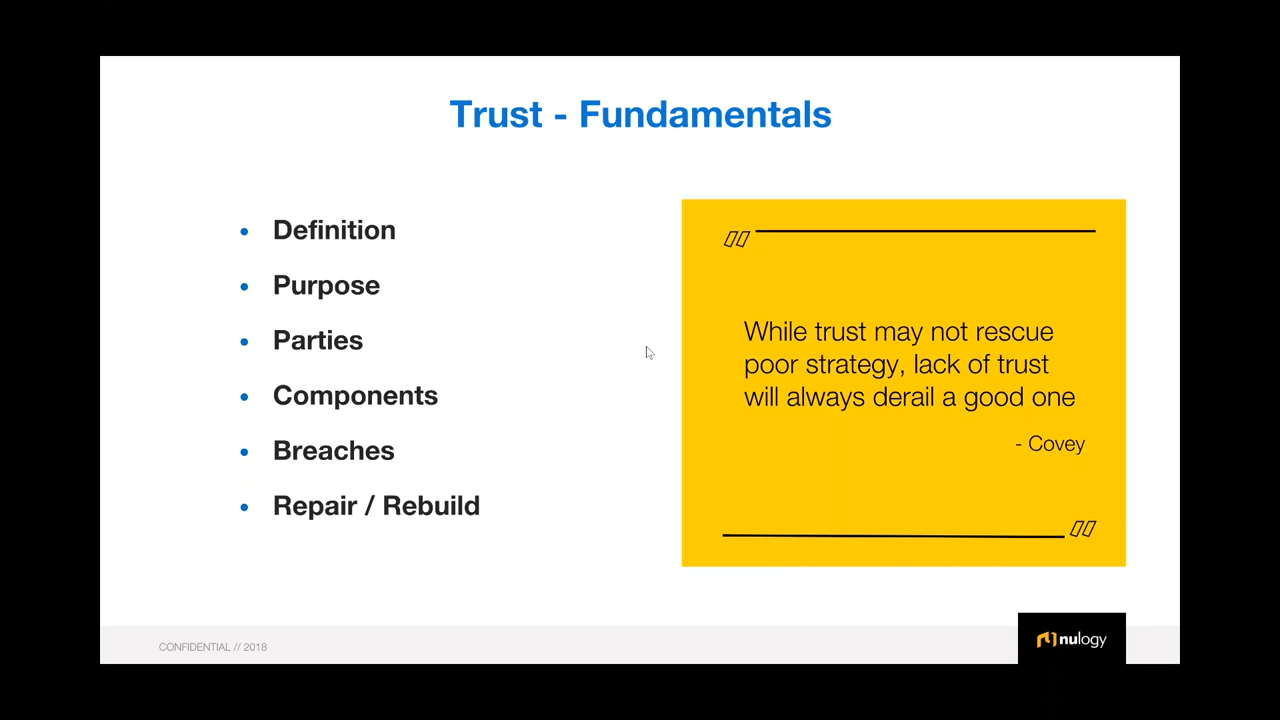 Trust - Fundamentals
• Definition
• Purpose
• Parties
• Components
• Breaches
• Repair / Rebuild
While trust may not rescue
poor strategy, lack of trust
will always derail a good one
- Covey
CONFIDENTIAL // 2018
nulogy